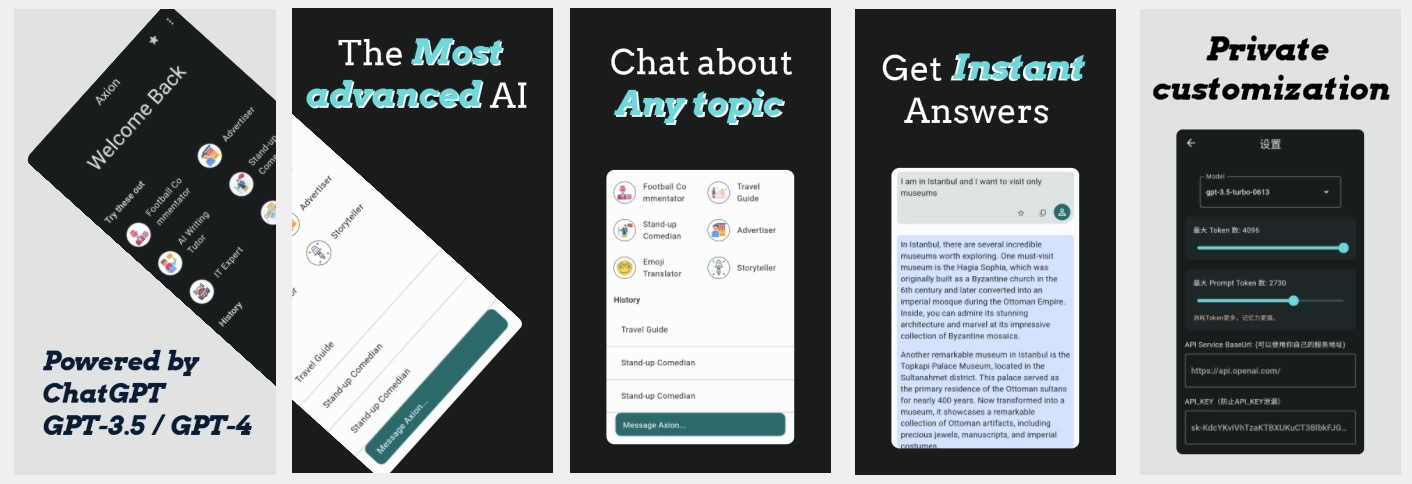 Axion
Welcome Back
Try these out
Football Co
mmentator
Advertiser
AI Writing
Tutor
Stand-up
IT Expert
History
Powered by
ChatGPT
GPT-3.5 / GPT-4
The Most
advanced AI
Advertiser
Storyteller
Travel Guide
Stand-up Comedian
Stand-up Comedian
Message Axion...
Chat about
Any topic
Football Co
mmentator
Travel
Guide
Stand-up
Comedian
Advertiser
Emoji
Translator
Storyteller
History
Travel Guide
Stand-up Comedian
Stand-up Comedian
Message Axion...
Get Instant
Answers
I am in Istanbul and I want to visit only
museums
In Istanbul, there are several incredible
museums worth exploring. One must-visit
museum is the Hagia Sophia, which was
originally built as a Byzantine church in the
6th century and later converted into an
imperial mosque during the Ottoman Empire.
Inside, you can admire its stunning
architecture and marvel at its impressive
collection of Byzantine mosaics.
Another remarkable museum in Istanbul is the
Topkapi Palace Museum, located in the
Sultanahmet district. This palace served as
the primary residence of the Ottoman sultans
for nearly 400 years. Now transformed into a
museum, it showcases a remarkable
collection of Ottoman artifacts, including
precious jewels, manuscripts, and imperial
costumes.
Private
customization
设置
Model
gpt-3.5-turbo-0613
最大 Token 数: 4096
最大 Prompt Token 数: 2730
消耗Token更多，记忆力更强。
API Service BaseUrl: (可以使用你自己的服务地址)
https://api.openai.com/
API_KEY（防止API_KEY泄漏）
sk-KdcYKviVhTzaKTBXUKuCT3BlbkFJG...